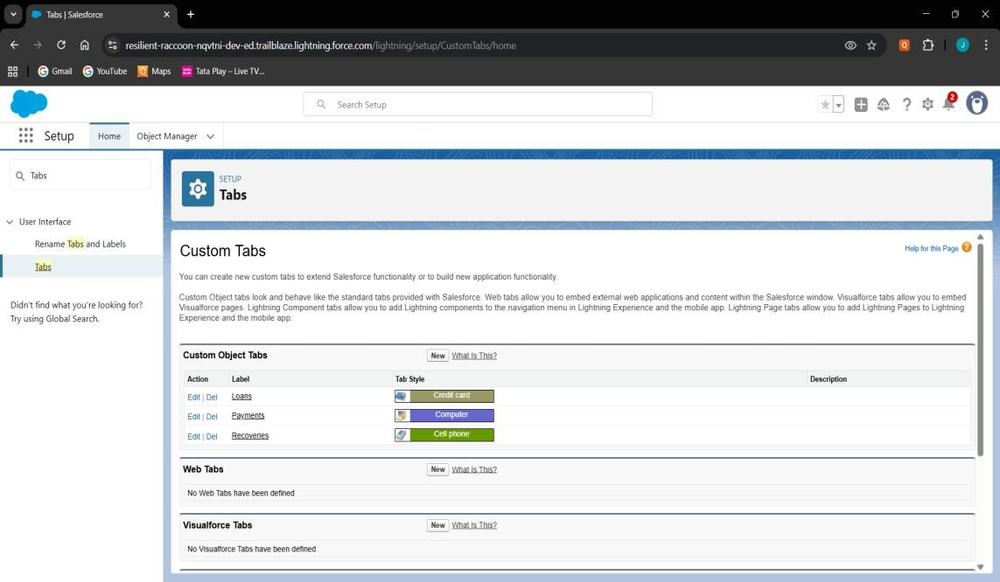 Tabs | Salesforce
resilient-raccoon-nqvtni-dev-ed.trailblaze.lightning.force.com/lightning/setup/CustomTabs/home
Q
J
Gmail
YouTube
Q Maps
TATA PLAY Tata Play – Live TV...
Search Setup
2
Setup
Home
Object Manager
Tabs
SETUP
Tabs
User Interface
Rename Tabs and Labels
Tabs
Didn't find what you're looking for?
Try using Global Search.
Custom Tabs
Help for this Page ?
You can create new custom tabs to extend Salesforce functionality or to build new application functionality.
Custom Object tabs look and behave like the standard tabs provided with Salesforce. Web tabs allow you to embed external web applications and content within the Salesforce window. Visualforce tabs allow you to embed
Visualforce pages. Lightning Component tabs allow you to add Lightning components to the navigation menu in Lightning Experience and the mobile app. Lightning Page tabs allow you to add Lightning Pages to Lightning
Experience and the mobile app.
Custom Object Tabs New What Is This?
Action Label Tab Style Description
Edit | Del Loans Credit card
Edit | Del Payments Computer
Edit | Del Recoveries Cell phone
Web Tabs New What Is This?
No Web Tabs have been defined
Visualforce Tabs New What Is This?
No Visualforce Tabs have been defined